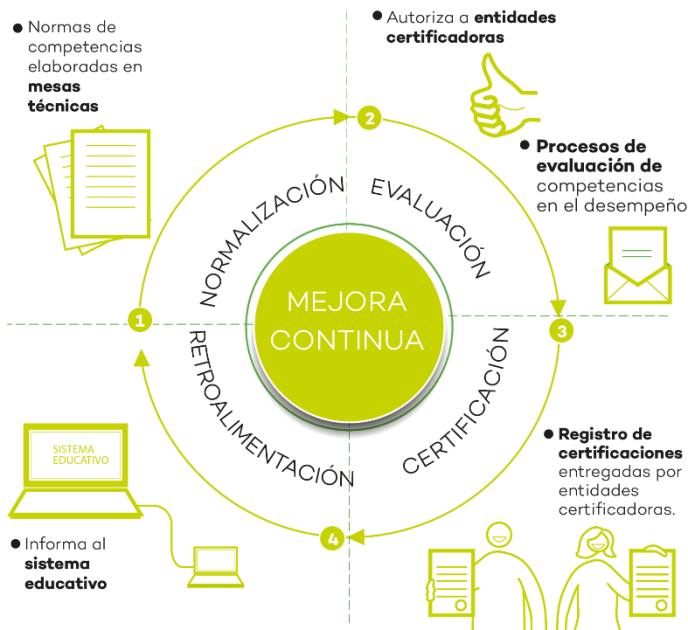 ● Normas de
competencias
elaboradas en
mesas
técnicas
● Autoriza a entidades
certificadoras
2
● Procesos de
evaluación de
competencias
en el desempeño
NORMALIZACIÓN
EVALUACIÓN
MEJORA
CONTINUA
1
3
RETROALIMENTACIÓN
CERTIFICACIÓN
● Registro de
certificaciones
entregadas por
entidades
certificadoras.
SISTEMA
EDUCATIVO
4
● Informa al
sistema
educativo